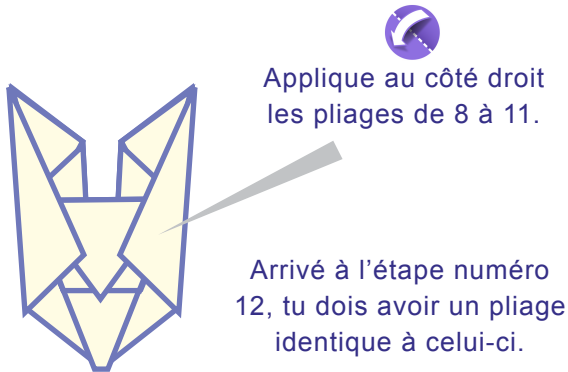 Applique au côté droit
les pliages de 8 à 11.
Arrivé à l’étape numéro
12, tu dois avoir un pliage
identique à celui-ci.